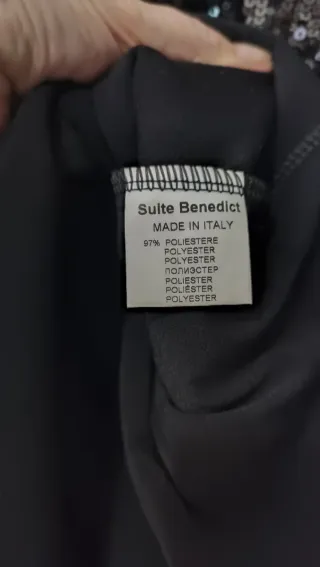 Suite Benedict
MADE IN ITALY
97% POLIESTERE
POLYESTER
POLYESTER
ПОЛИЭСТЕР
POLIESTER
POLIÉSTER
POLYESTER